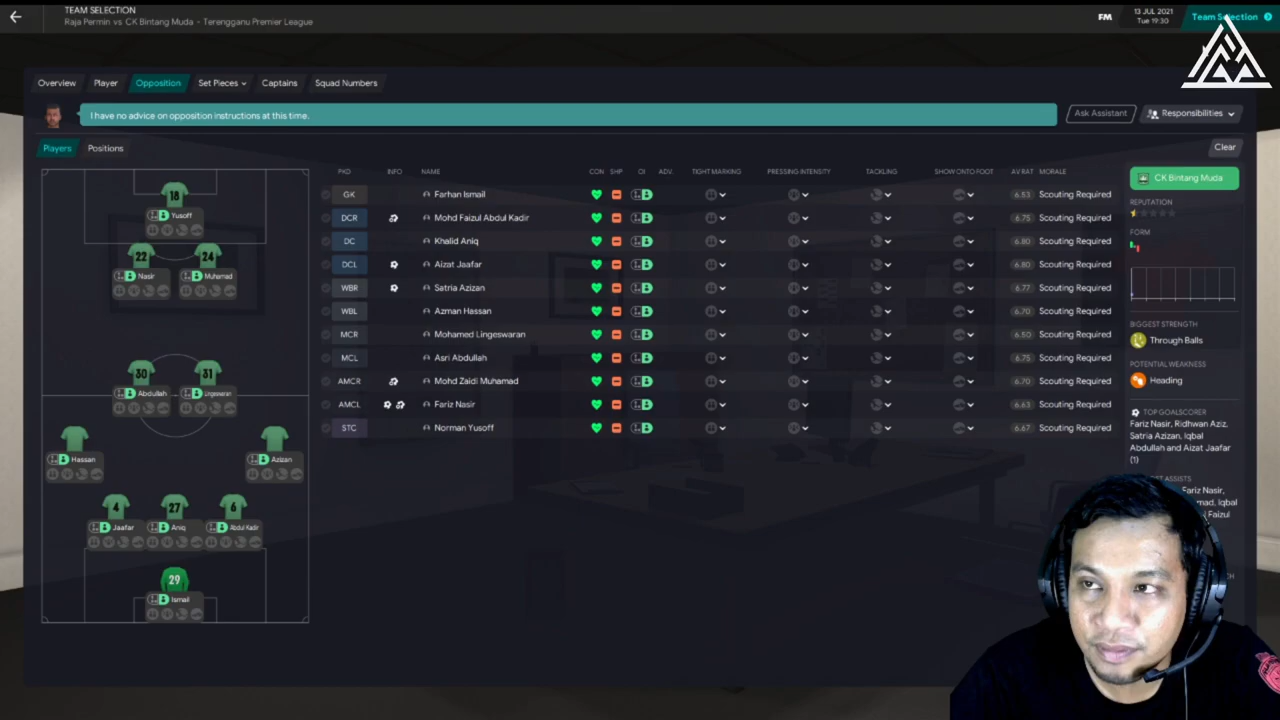 TEAM SELECTION
Raja Permin vs CK Bintang Muda - Terengganu Premier League
FM
13 JUL 2021
Tue 19:30
Team Selection
Overview Player Opposition Set Pieces Captains Squad Numbers
I have no advice on opposition instructions at this time.
Ask Assistant
Responsibilities
Players Positions
Clear
PKD INFO NAME CON SHP OI ADV. TIGHT MARKING PRESSING INTENSITY TACKLING SHOW ONTO FOOT AV RAT MORALE
GK Farhan Ismail 6.53 Scouting Required
DCR Mohd Faizul Abdul Kadir 6.75 Scouting Required
DC Khalid Aniq 6.80 Scouting Required
DCL Aizat Jaafar 6.80 Scouting Required
WBR Satria Azizan 6.77 Scouting Required
WBL Azman Hassan 6.70 Scouting Required
MCR Mohamed Lingeswaran 6.50 Scouting Required
MCL Asri Abdullah 6.75 Scouting Required
AMCR Mohd Zaidi Muhamad 6.70 Scouting Required
AMCL Fariz Nasir 6.63 Scouting Required
STC Norman Yusoff 6.67 Scouting Required
18
Yusoff
22 24
Nasir Muhamad
30 31
Abdullah Lingeswaran
Hassan Azizan
4 27 6
Jaafar Aniq Abdul Kadir
29
Ismail
CK Bintang Muda
REPUTATION
FORM
BIGGEST STRENGTH
Through Balls
POTENTIAL WEAKNESS
Heading
TOP GOALSCORER
Fariz Nasir, Ridhwan Aziz,
Satria Azizan, Iqbal
Abdullah and Aizat Jaafar
(1)
ASSISTS
Fariz Nasir,
Iqbal
Faizul